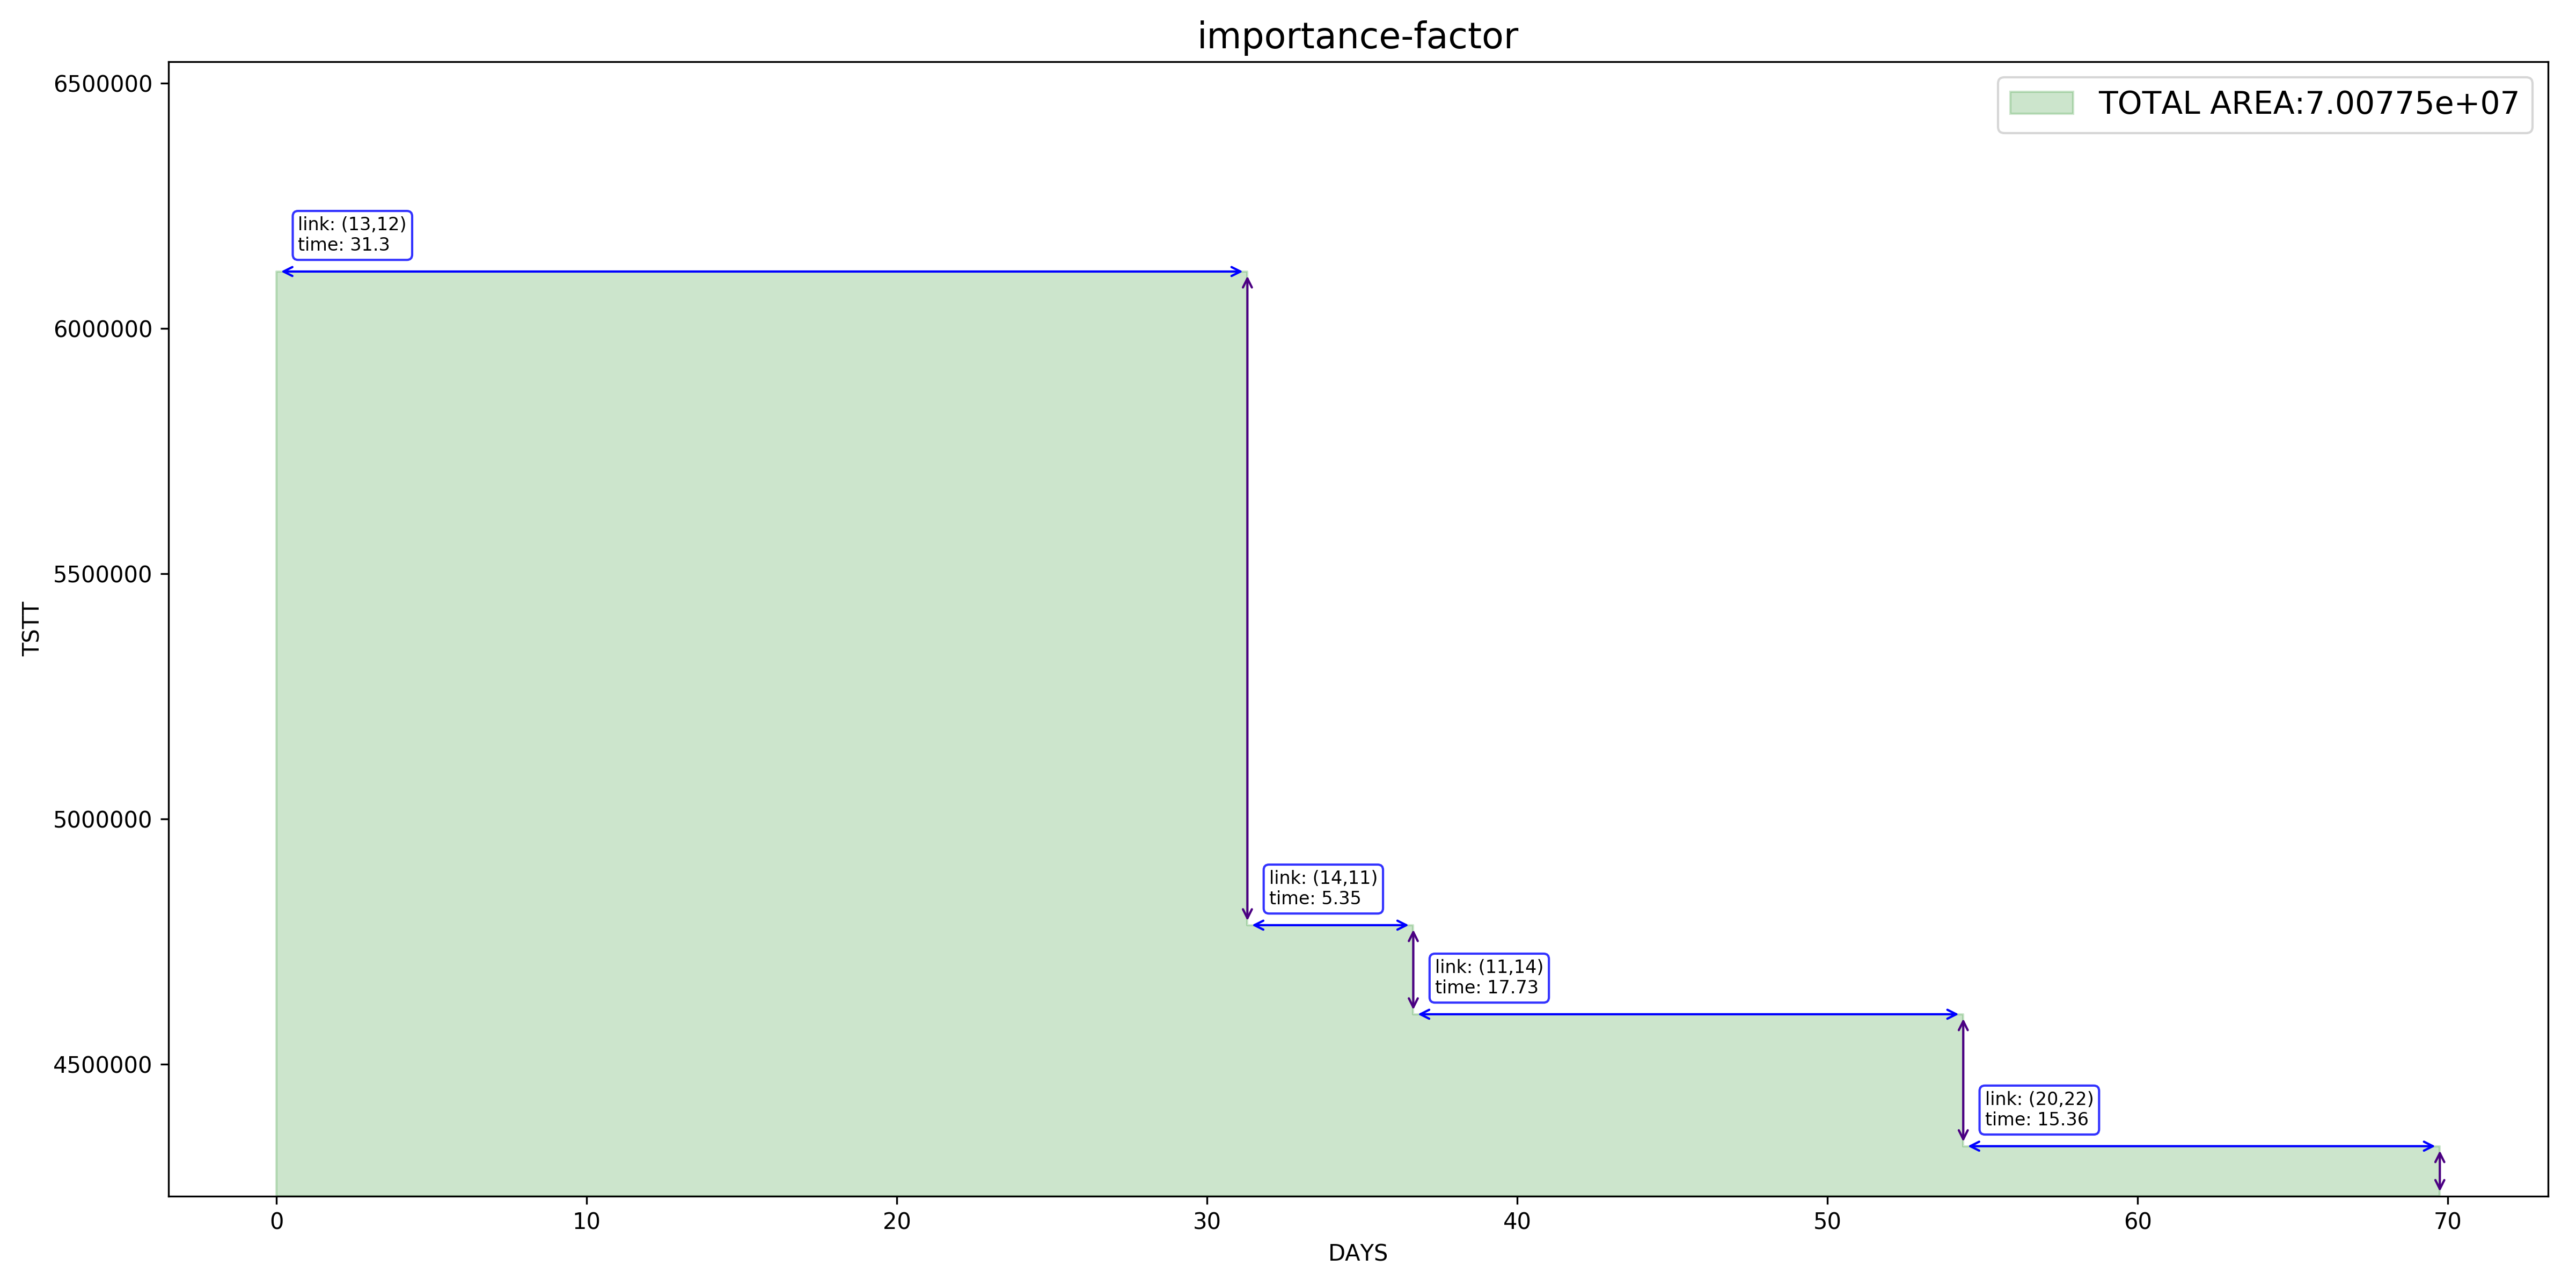 importance-factor
TOTAL AREA:7.00775e+07
6500000
6000000
5500000
5000000
4500000
TSTT
link: (13,12)
time: 31.3
link: (14,11)
time: 5.35
link: (11,14)
time: 17.73
link: (20,22)
time: 15.36
0 10 20 30 40 50 60 70
DAYS